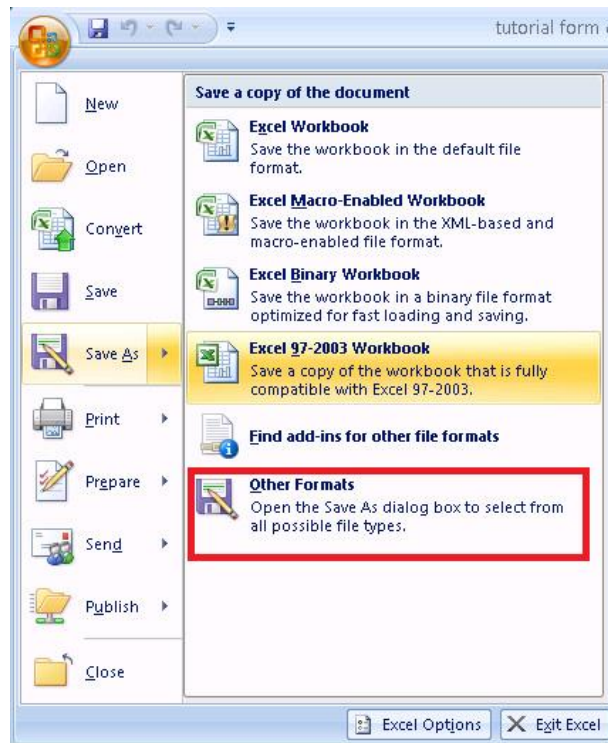 tutorial form
New
Open
Convert
Save
Save As
Print
Prepare
Send
Publish
Close
Save a copy of the document
Excel Workbook
Save the workbook in the default file
format.
Excel Macro-Enabled Workbook
Save the workbook in the XML-based and
macro-enabled file format.
Excel Binary Workbook
Save the workbook in a binary file format
optimized for fast loading and saving.
Excel 97-2003 Workbook
Save a copy of the workbook that is fully
compatible with Excel 97-2003.
Find add-ins for other file formats
Other Formats
Open the Save As dialog box to select from
all possible file types.
Excel Options
Exit Excel